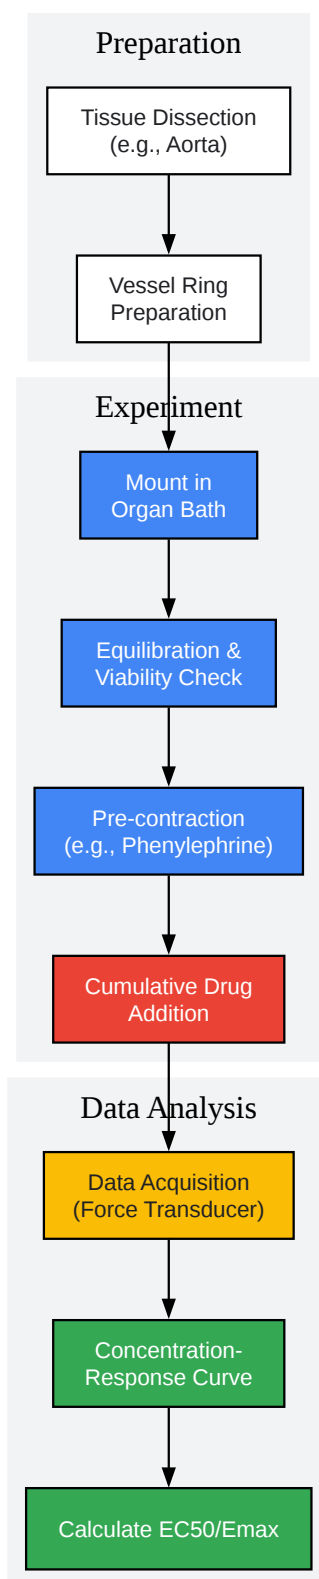 Preparation
Tissue Dissection
(e.g., Aorta)
Vessel Ring
Preparation
Experiment
Mount in
Organ Bath
Equilibration &
Viability Check
Pre-contraction
(e.g., Phenylephrine)
Cumulative Drug
Addition
Data Analysis
Data Acquisition
(Force Transducer)
Concentration-
Response Curve
Calculate EC50/Emax